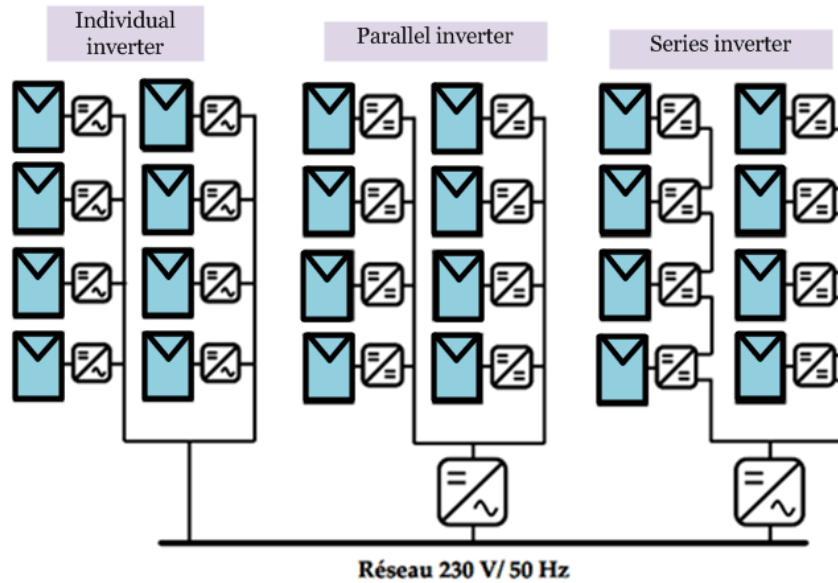 Individual
inverter
Parallel inverter
Series inverter
Réseau 230 V/ 50 Hz